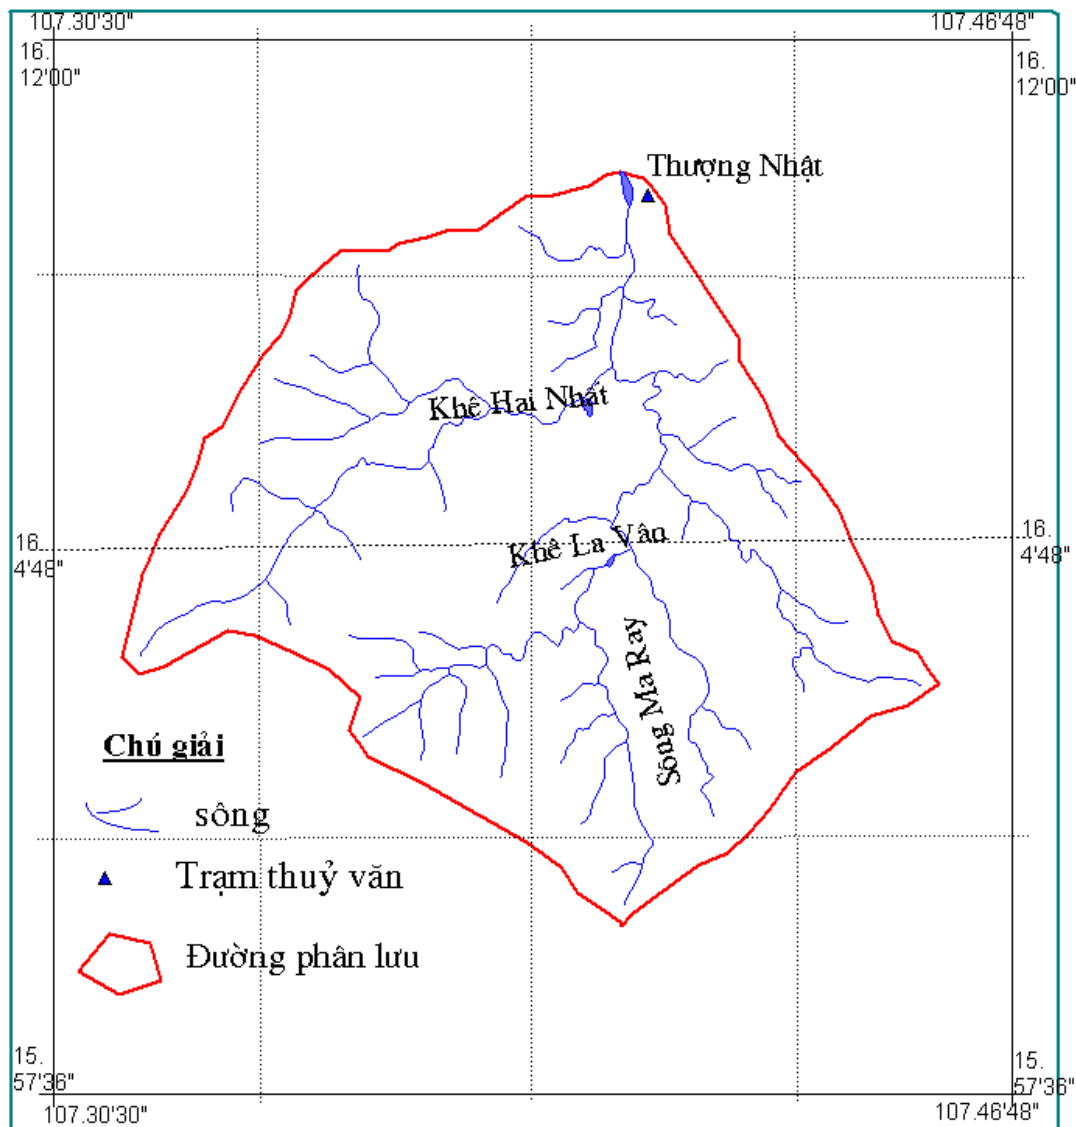 107.30'30"
107.46'48"
16.
12'00"
16.
12'00"
Thượng Nhật
Khê Hai Nhất
16.
4'48"
16.
4'48"
Khê La Vân
Sông Ma Ray
Chú giải
sông
Trạm thuỷ văn
Đường phân lưu
15.
57'36"
15.
57'36"
107.30'30"
107.46'48"